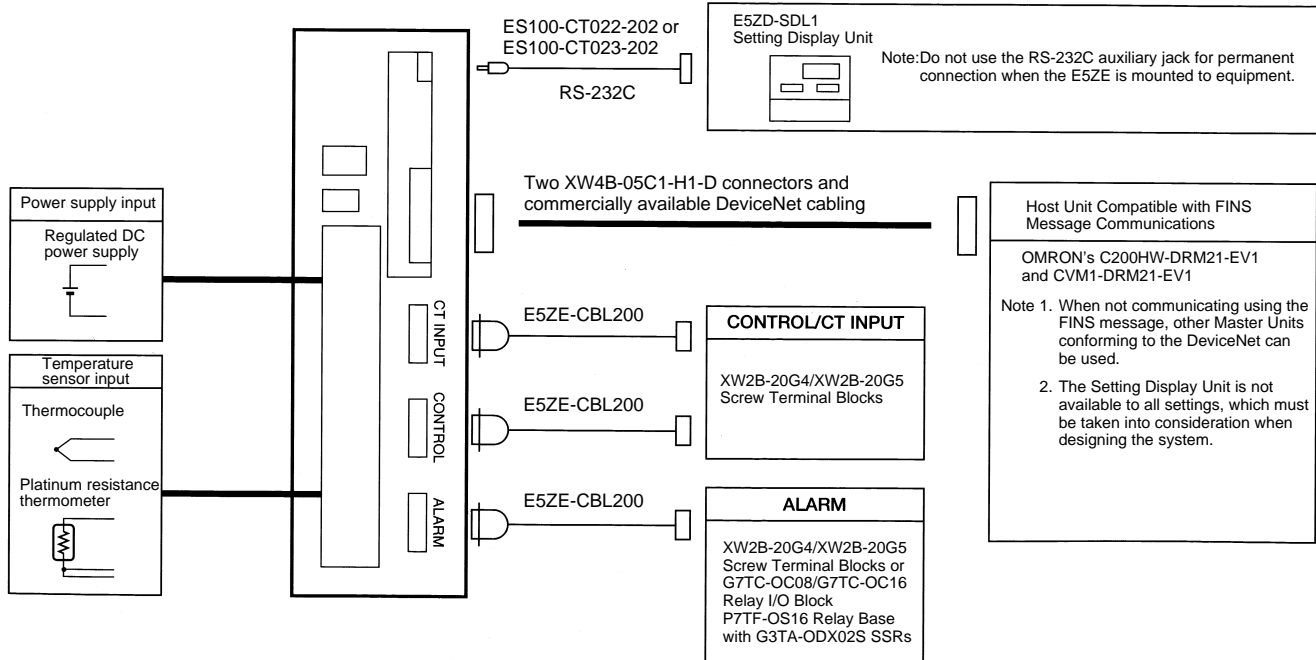 ES100-CT022-202 or
ES100-CT023-202
RS-232C
E5ZD-SDL1
Setting Display Unit
Note:Do not use the RS-232C auxiliary jack for permanent
connection when the E5ZE is mounted to equipment.
Power supply input
Regulated DC
power supply
Temperature
sensor input
Thermocouple
Platinum resistance
thermometer
CT INPUT
CONTROL
ALARM
Two XW4B-05C1-H1-D connectors and
commercially available DeviceNet cabling
E5ZE-CBL200
E5ZE-CBL200
E5ZE-CBL200
CONTROL/CT INPUT
XW2B-20G4/XW2B-20G5
Screw Terminal Blocks
ALARM
XW2B-20G4/XW2B-20G5
Screw Terminal Blocks or
G7TC-OC08/G7TC-OC16
Relay I/O Block
P7TF-OS16 Relay Base
with G3TA-ODX02S SSRs
Host Unit Compatible with FINS
Message Communications
OMRON's C200HW-DRM21-EV1
and CVM1-DRM21-EV1
Note 1. When not communicating using the
FINS message, other Master Units
conforming to the DeviceNet can
be used.
2. The Setting Display Unit is not
available to all settings, which must
be taken into consideration when
designing the system.